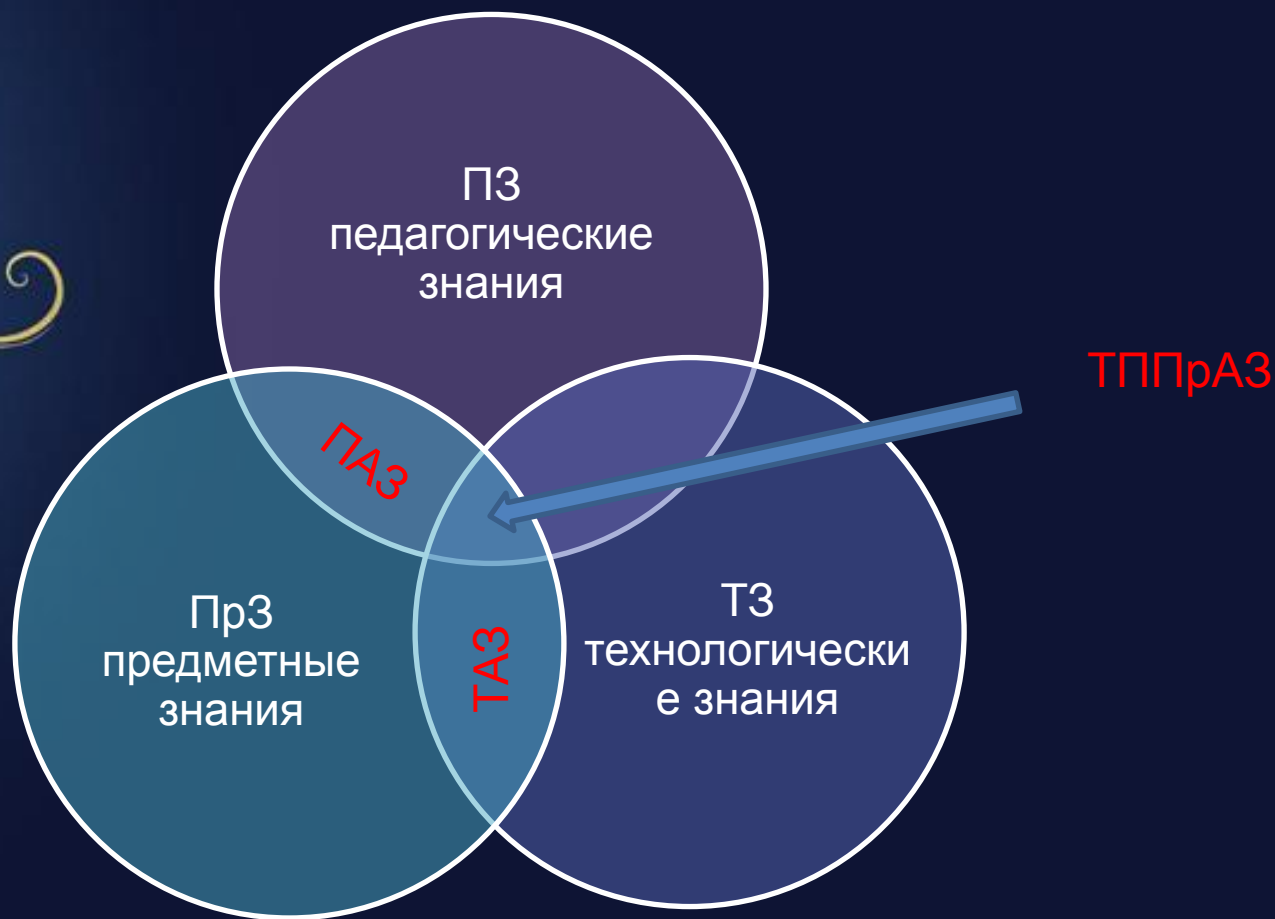 ПЗ
педагогические
знания
ТППрАЗ
ПАЗ
ПрЗ
предметные
знания
ТАЗ
ТЗ
технологически
е знания